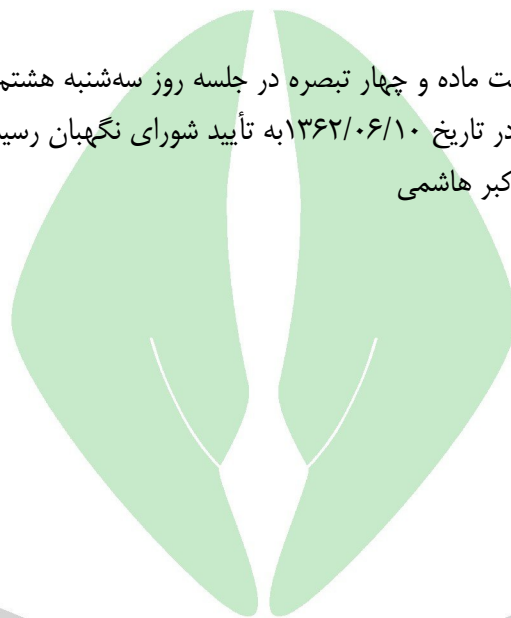 ماده و چهار تبصره در جلسه روز سه‌شنبه هشتم
در تاریخ ۱۳۶۲/۰۶/۱۰به تأیید شورای نگهبان
کبر هاشمی